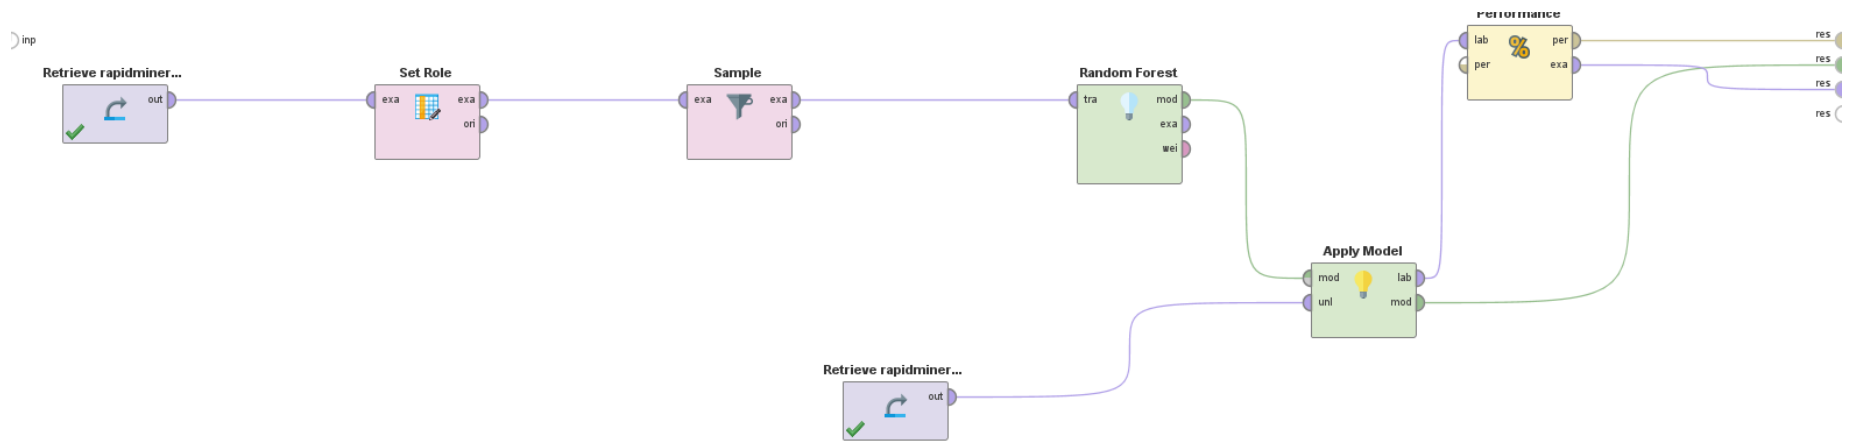 Performance
inp
lab
per
res
per
exa
res
res
res
Retrieve rapidminer...
out
Set Role
exa
exa
ori
Sample
exa
exa
ori
Random Forest
tra
mod
exa
wei
Apply Model
mod
lab
unl
mod
Retrieve rapidminer...
out